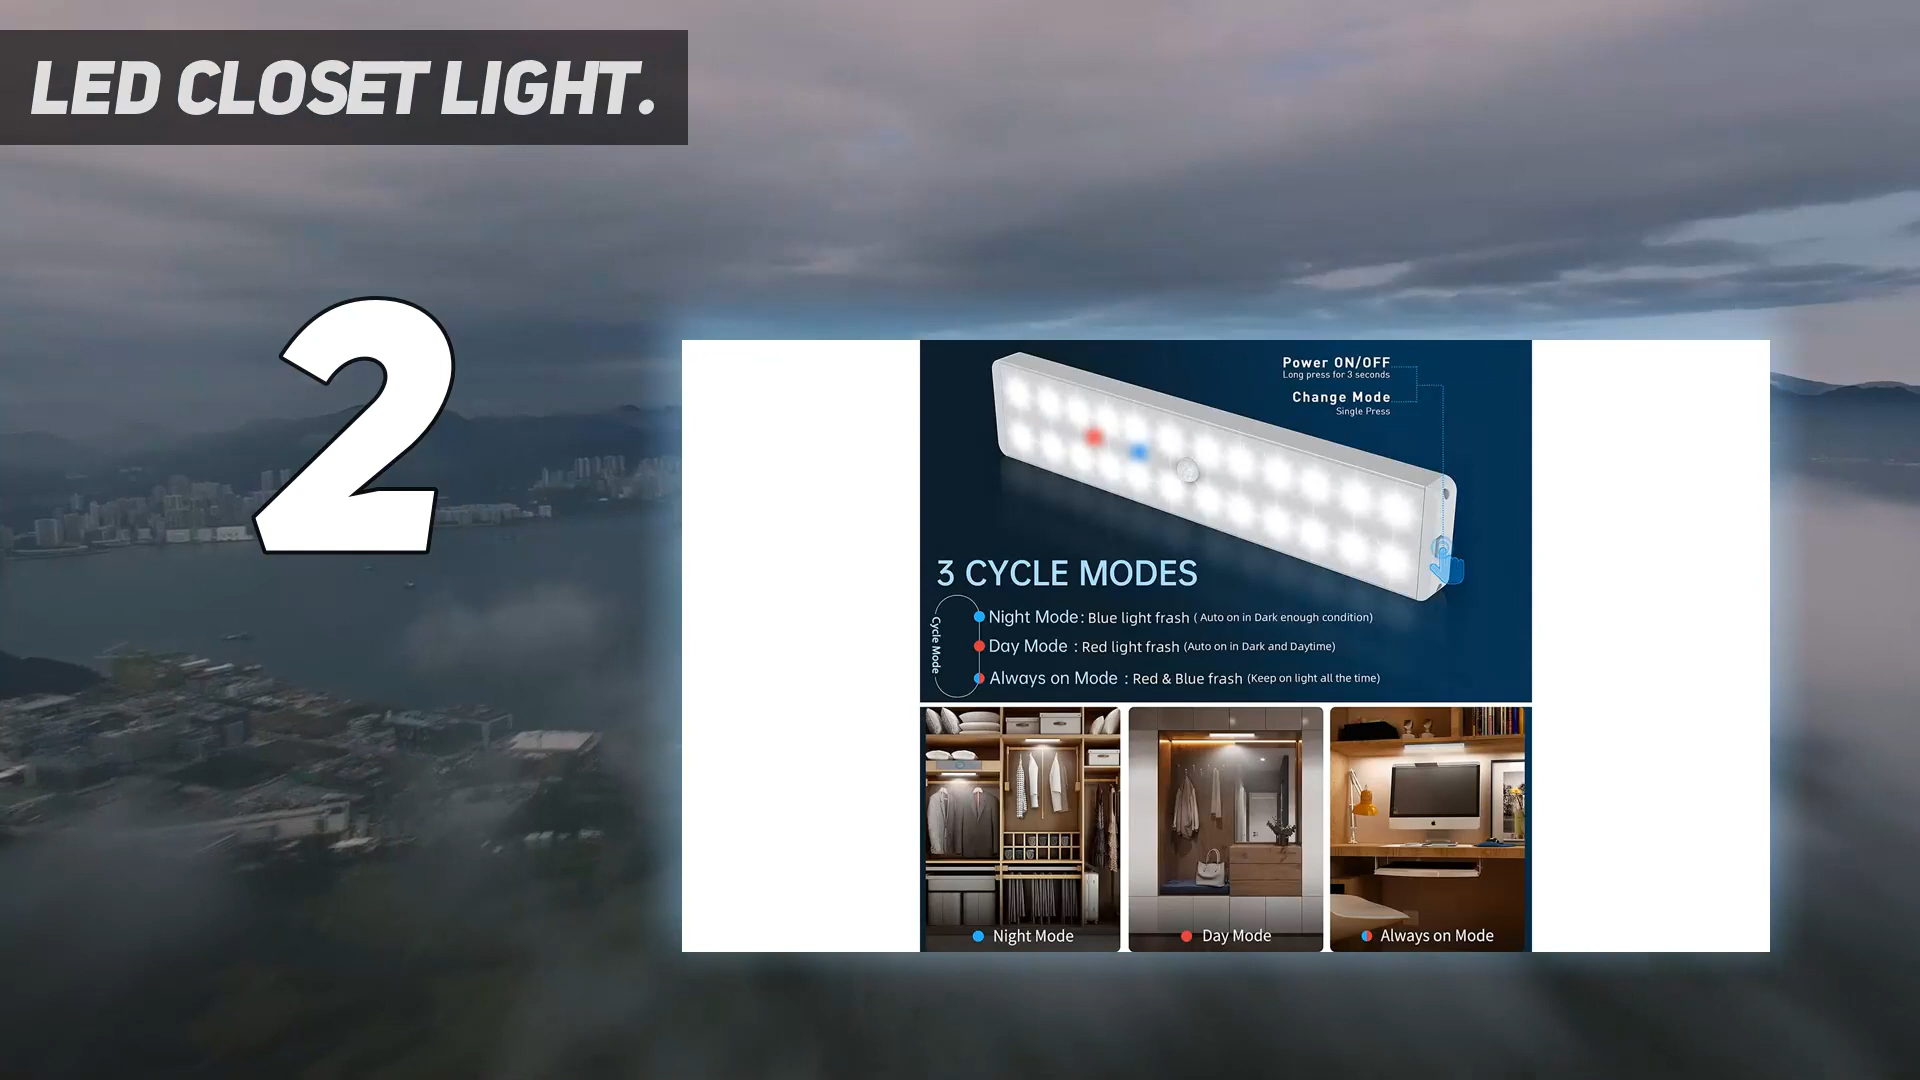 LED CLOSET LIGHT.
2
Power ON/OFF
Long press for 3 seconds
Change Mode
Single Press
3 CYCLE MODES
Cycle Mode
Night Mode : Blue light frash ( Auto on in Dark enough condition)
Day Mode : Red light frash (Auto on in Dark and Daytime)
Always on Mode : Red & Blue frash (Keep on light all the time)
Night Mode
Day Mode
Always on Mode